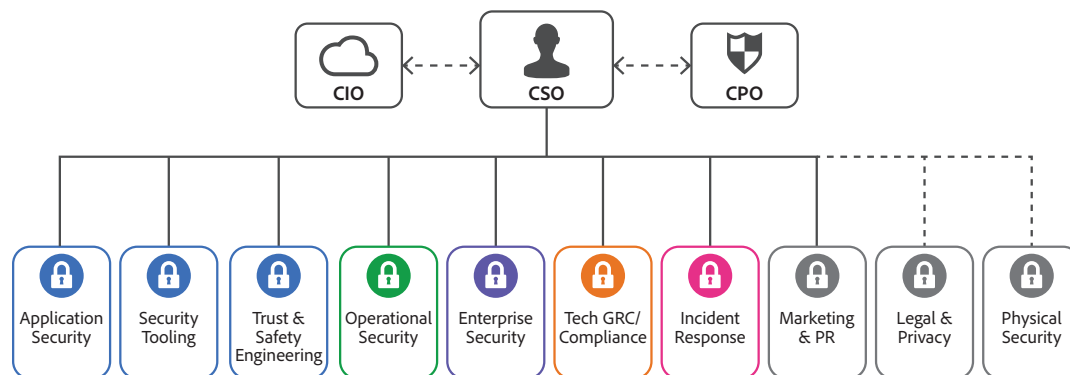 CIO
CSO
CPO
Application
Security
Security
Tooling
Trust &
Safety
Engineering
Operational
Security
Enterprise
Security
Tech GRC/
Compliance
Incident
Response
Marketing
& PR
Legal &
Privacy
Physical
Security